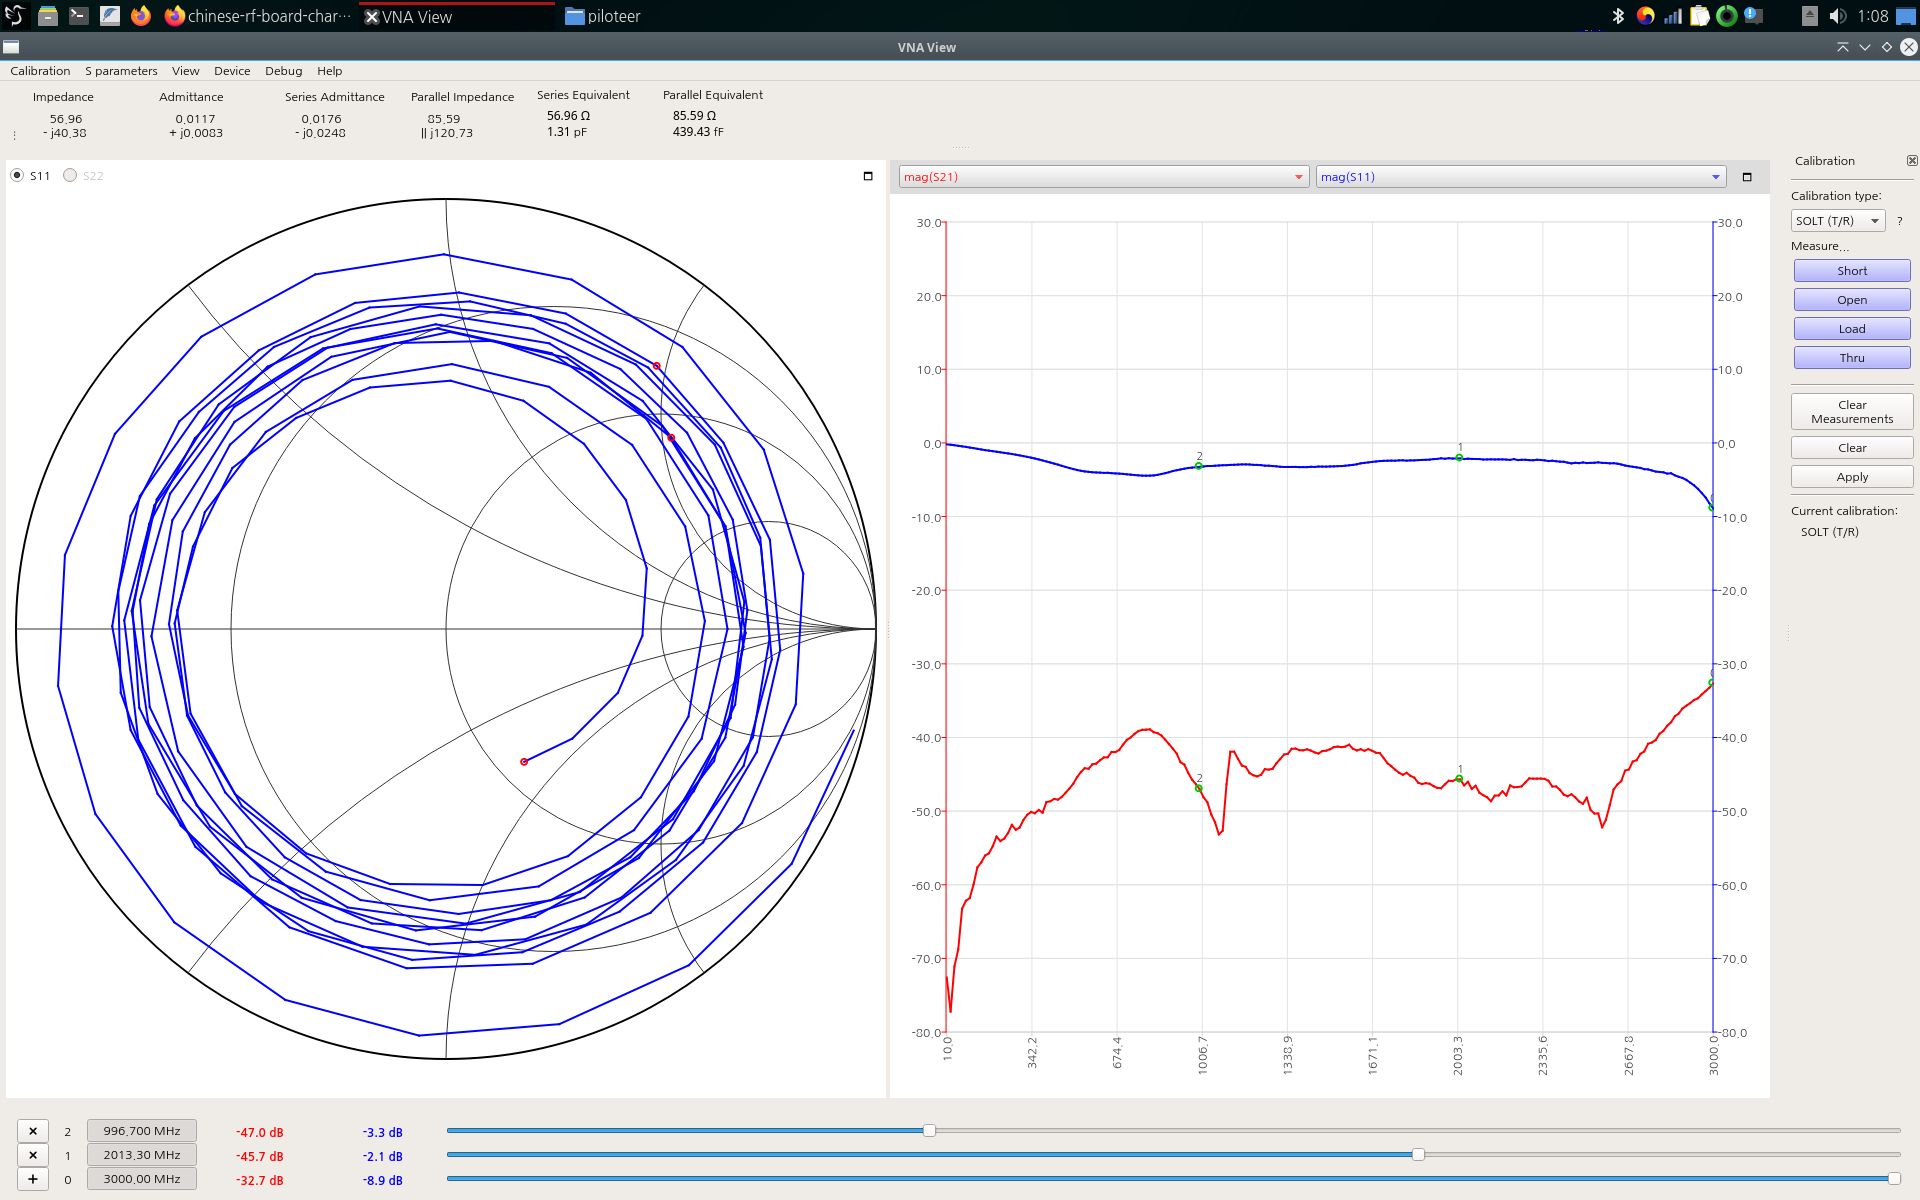 chinese-rf-board-char···
VNA View
piloteer
1:08
VNA View
Calibration S parameters View Device Debug Help
Impedance Admittance Series Admittance Parallel Impedance Series Equivalent Parallel Equivalent
56.96 0.0117 0.0176 85.59 56.96 Ω 85.59 Ω
- j40.38 + j0.0083 - j0.0248 || j120.73 1.31 pF 439.43 fF
S11 S22
mag(S21) mag(S11)
30.0 30.0
20.0 20.0
10.0 10.0
0.0 0.0
-10.0 -10.0
-20.0 -20.0
-30.0 -30.0
-40.0 -40.0
-50.0 -50.0
-60.0 -60.0
-70.0 -70.0
-80.0 -80.0
2 1
2 1
10.0 342.2 674.4 1006.7 1338.9 1671.1 2003.3 2335.6 2667.8 3000.0
Calibration
Calibration type:
SOLT (T/R) ?
Measure...
Short
Open
Load
Thru
Clear
Measurements
Clear
Apply
Current calibration:
SOLT (T/R)
× 2 996.700 MHz -47.0 dB -3.3 dB
× 1 2013.30 MHz -45.7 dB -2.1 dB
+ 0 3000.00 MHz -32.7 dB -8.9 dB